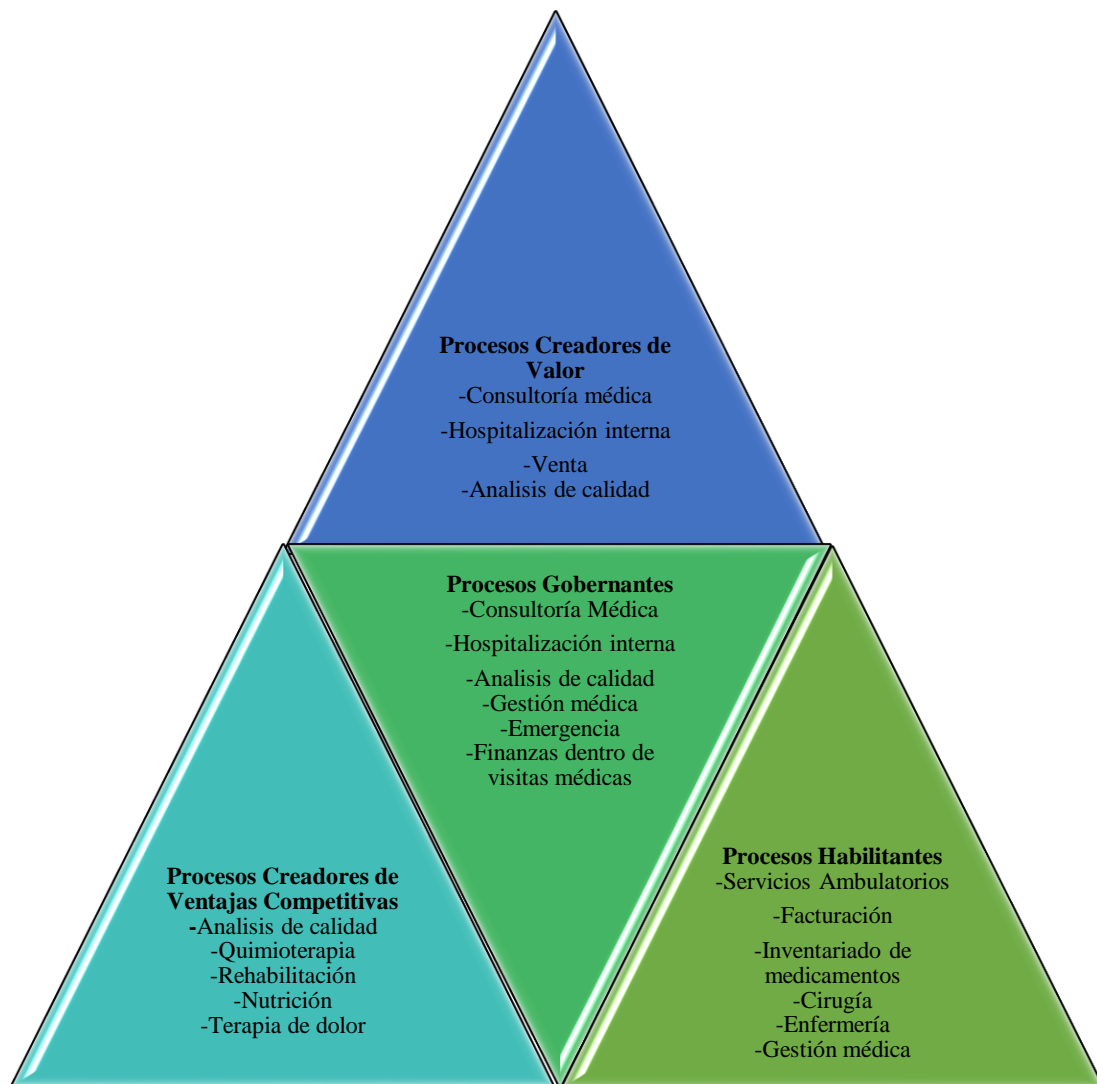 Procesos Creadores de
Valor
-Consultoría médica
-Hospitalización interna
-Venta
-Analisis de calidad
Procesos Gobernantes
-Consultoría Médica
-Hospitalización interna
-Analisis de calidad
-Gestión médica
-Emergencia
-Finanzas dentro de
visitas médicas
Procesos Creadores de
Ventajas Competitivas
-Analisis de calidad
-Quimioterapia
-Rehabilitación
-Nutrición
-Terapia de dolor
Procesos Habilitantes
-Servicios Ambulatorios
-Facturación
-Inventariado de
medicamentos
-Cirugía
-Enfermería
-Gestión médica